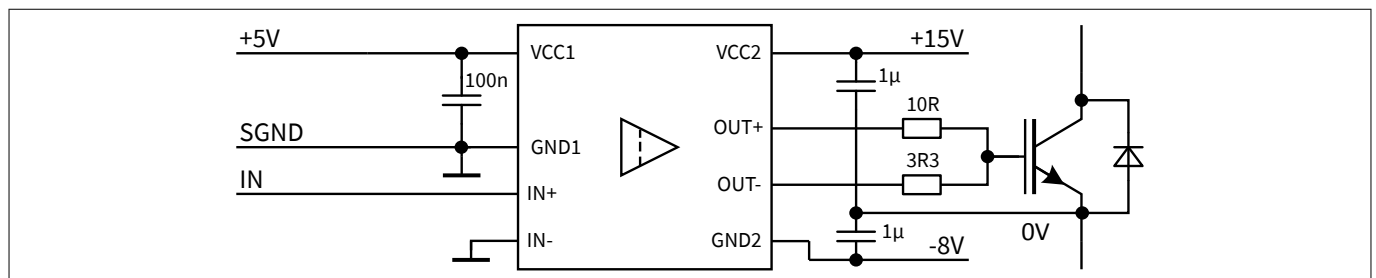 +5V
VCC1
VCC2
+15V
100n
1µ
10R
SGND
OUT+
GND1
3R3
IN
IN+
OUT-
IN-
GND2
1µ
0V
-8V